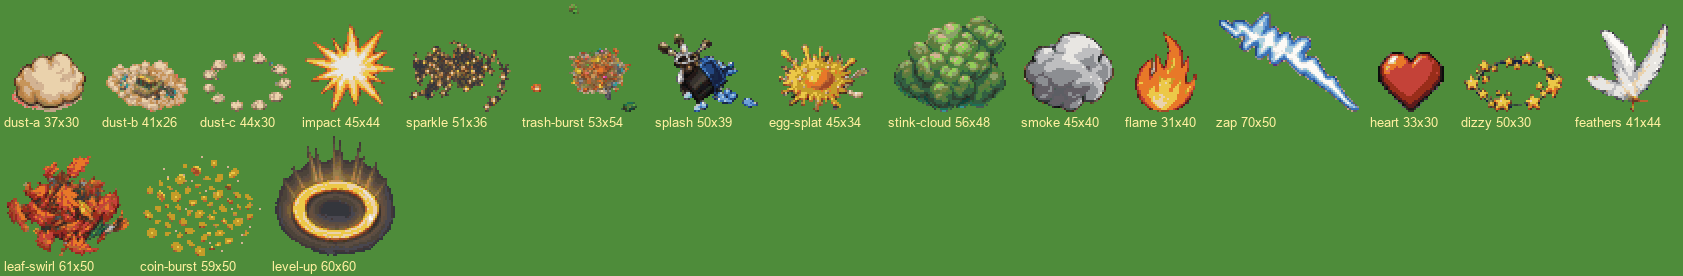 dust-a 37x30 dust-b 41x26 dust-c 44x30 impact 45x44 sparkle 51x36 trash-burst 53x54 splash 50x39 egg-splat 45x34 stink-cloud 56x48 smoke 45x40 flame 31x40 zap 70x50 heart 33x30 dizzy 50x30 feathers 41x44
leaf-swirl 61x50 coin-burst 59x50 level-up 60x60